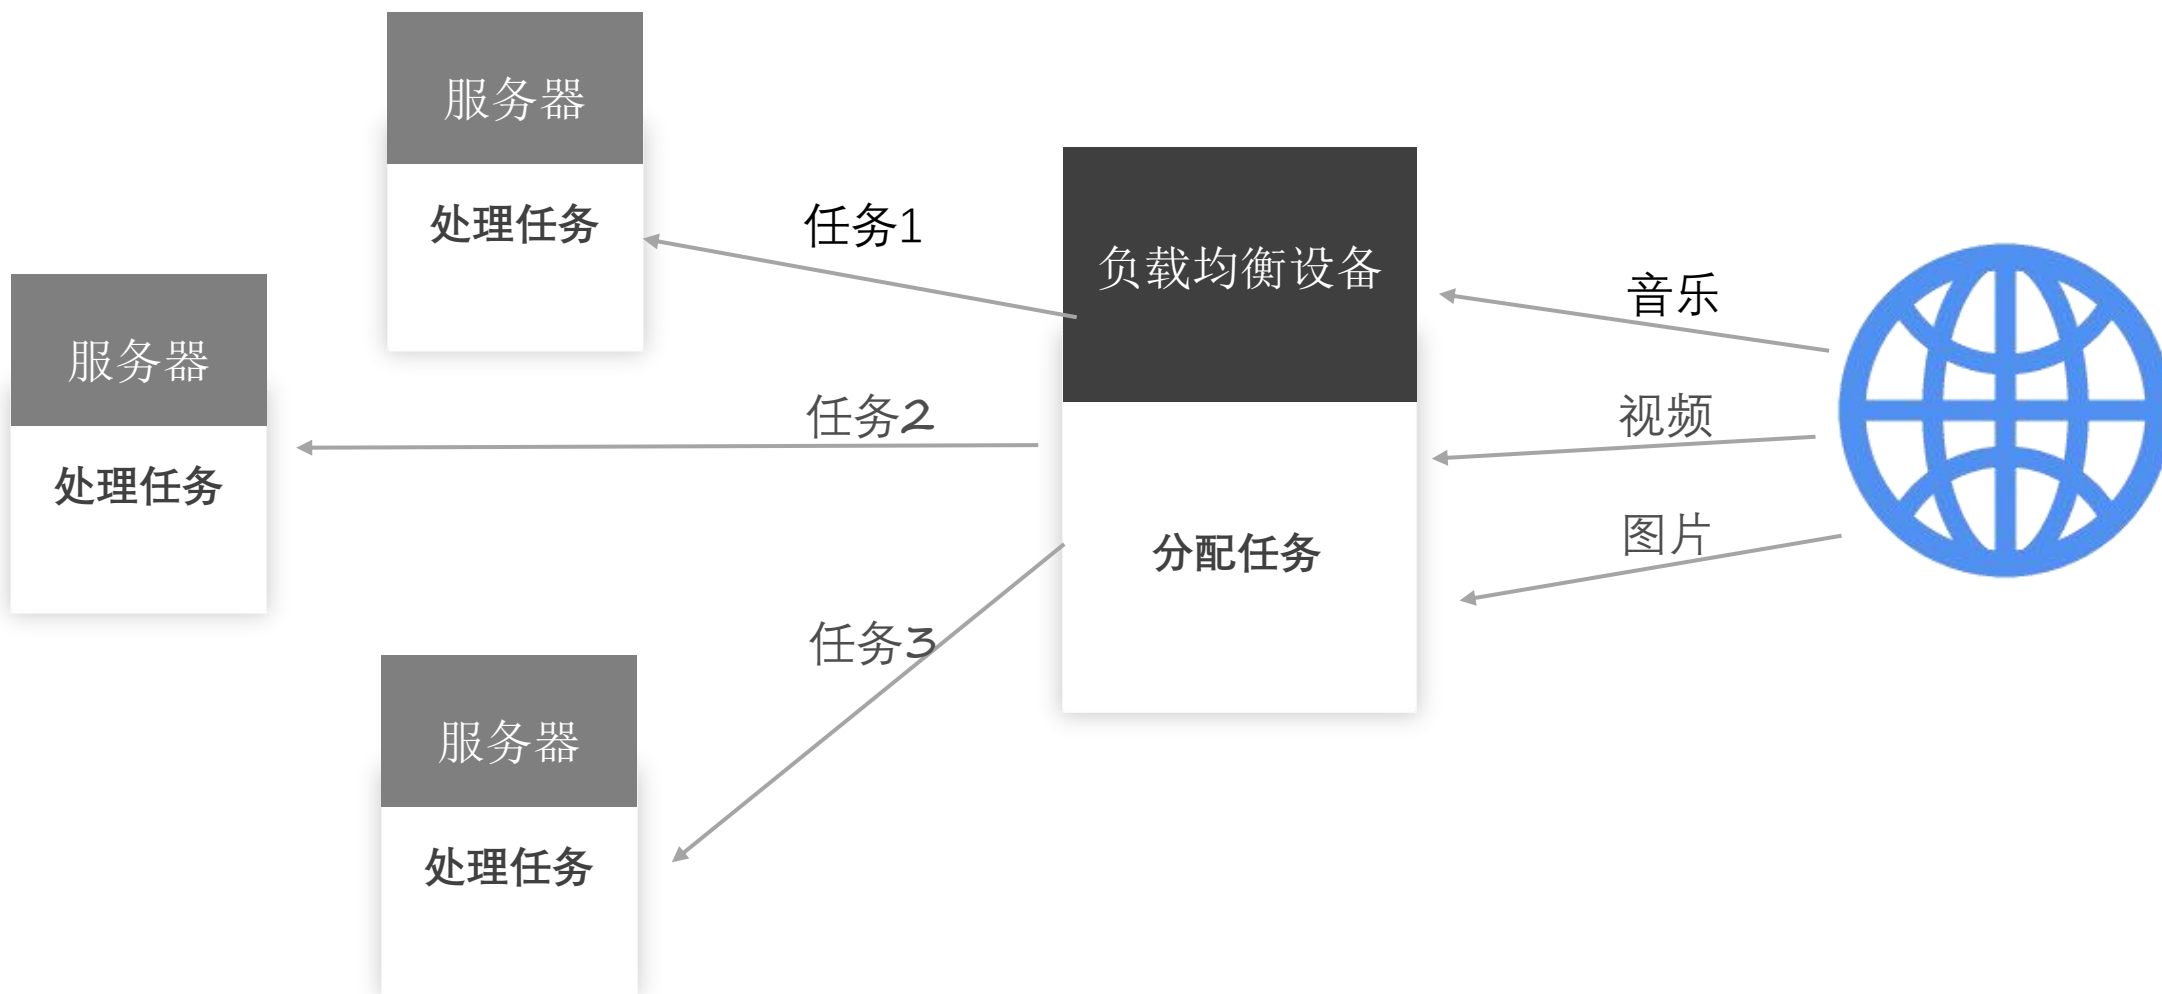 服务器
处理任务
服务器
处理任务
服务器
处理任务
任务1
任务2
任务3
负载均衡设备
分配任务
音乐
视频
图片